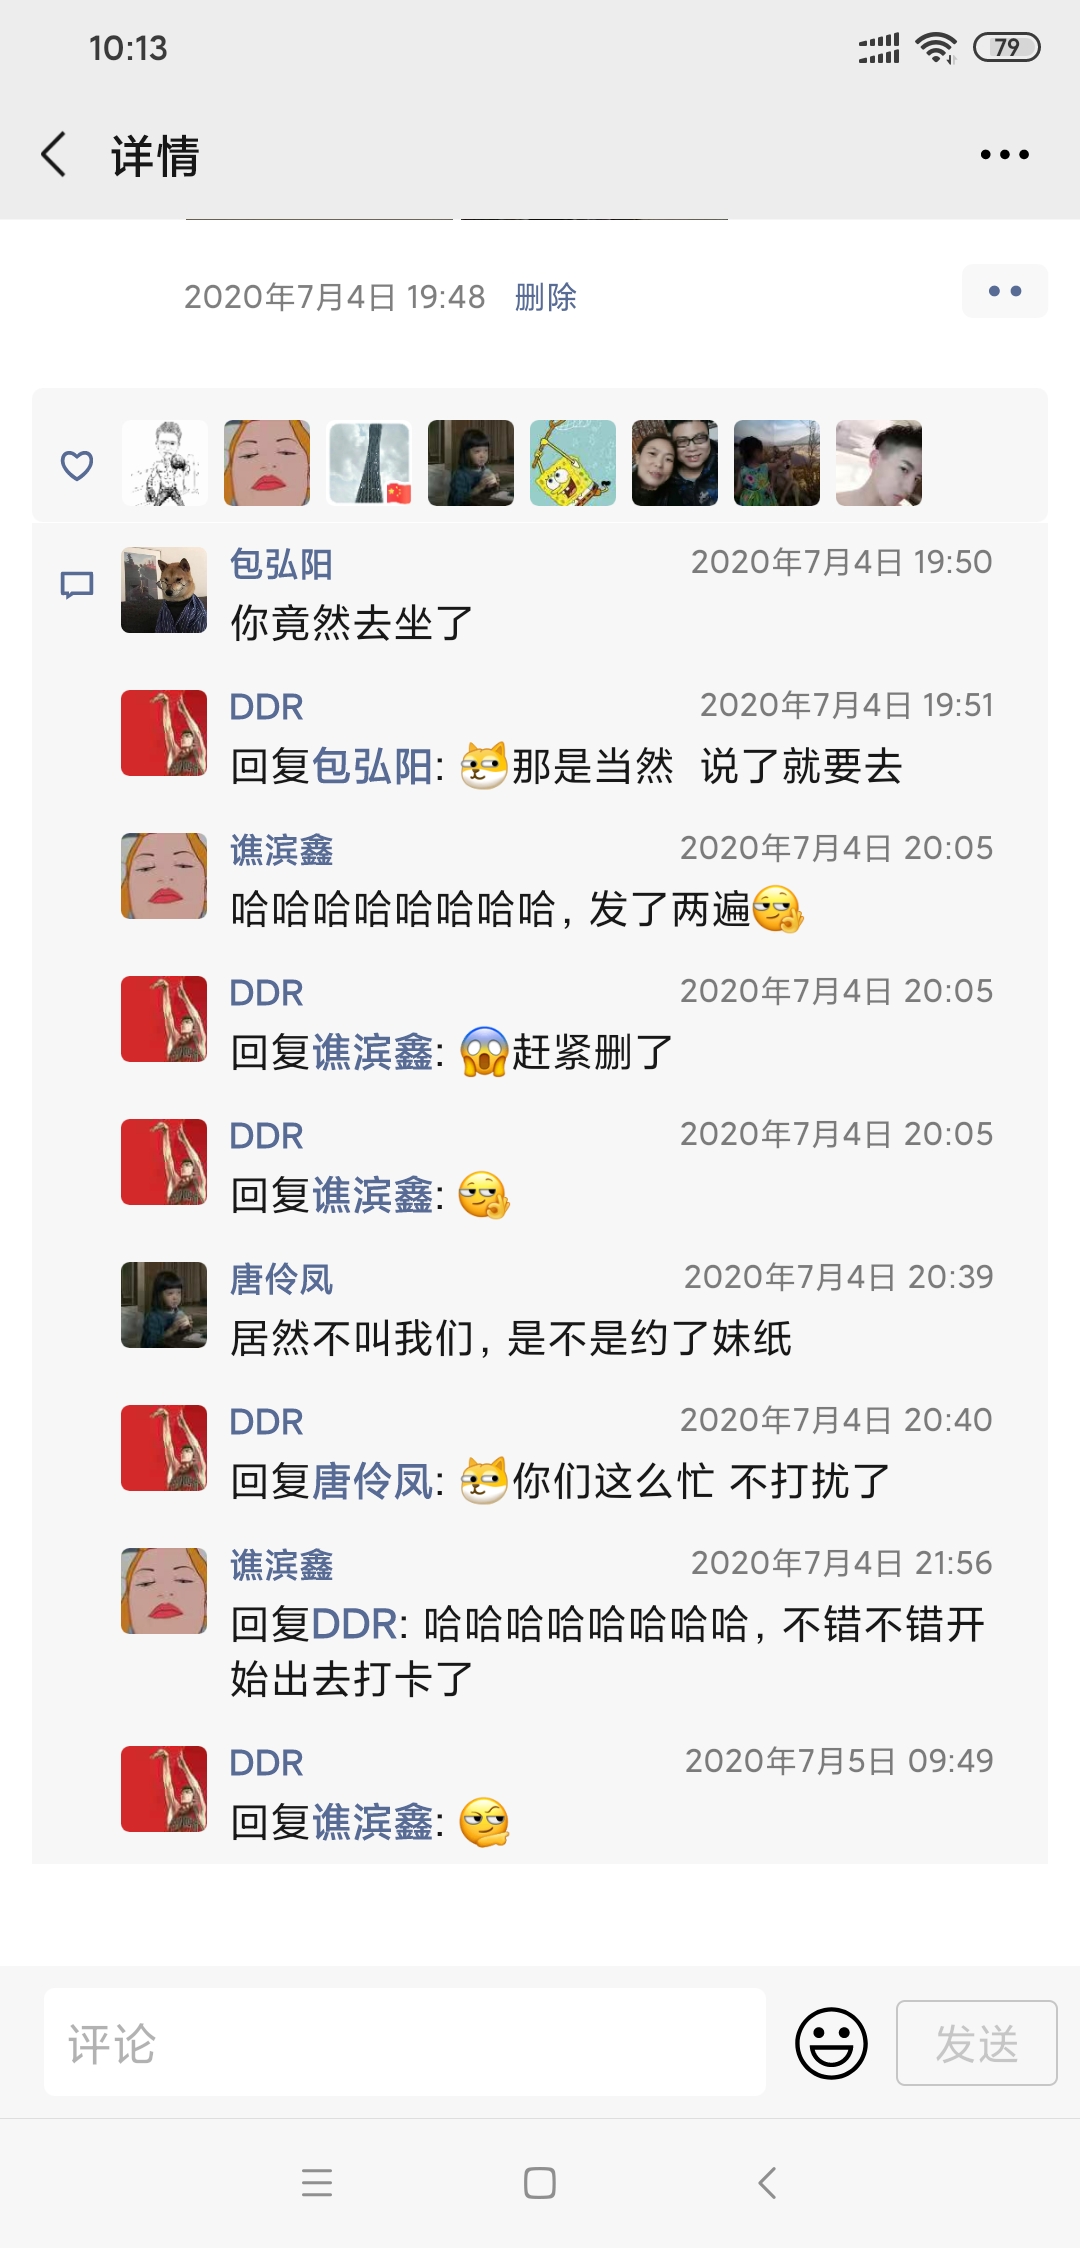 10:13
79
详情
2020年7月4日 19:48 删除
包弘阳 2020年7月4日 19:50
你竟然去坐了
DDR 2020年7月4日 19:51
回复包弘阳: 那是当然 说了就要去
谯滨鑫 2020年7月4日 20:05
哈哈哈哈哈哈哈哈, 发了两遍
DDR 2020年7月4日 20:05
回复谯滨鑫: 😱赶紧删了
DDR 2020年7月4日 20:05
回复谯滨鑫:
唐伶凤 2020年7月4日 20:39
居然不叫我们, 是不是约了妹纸
DDR 2020年7月4日 20:40
回复唐伶凤: 你们这么忙 不打扰了
谯滨鑫 2020年7月4日 21:56
回复DDR: 哈哈哈哈哈哈哈哈, 不错不错开
始出去打卡了
DDR 2020年7月5日 09:49
回复谯滨鑫:
评论
发送